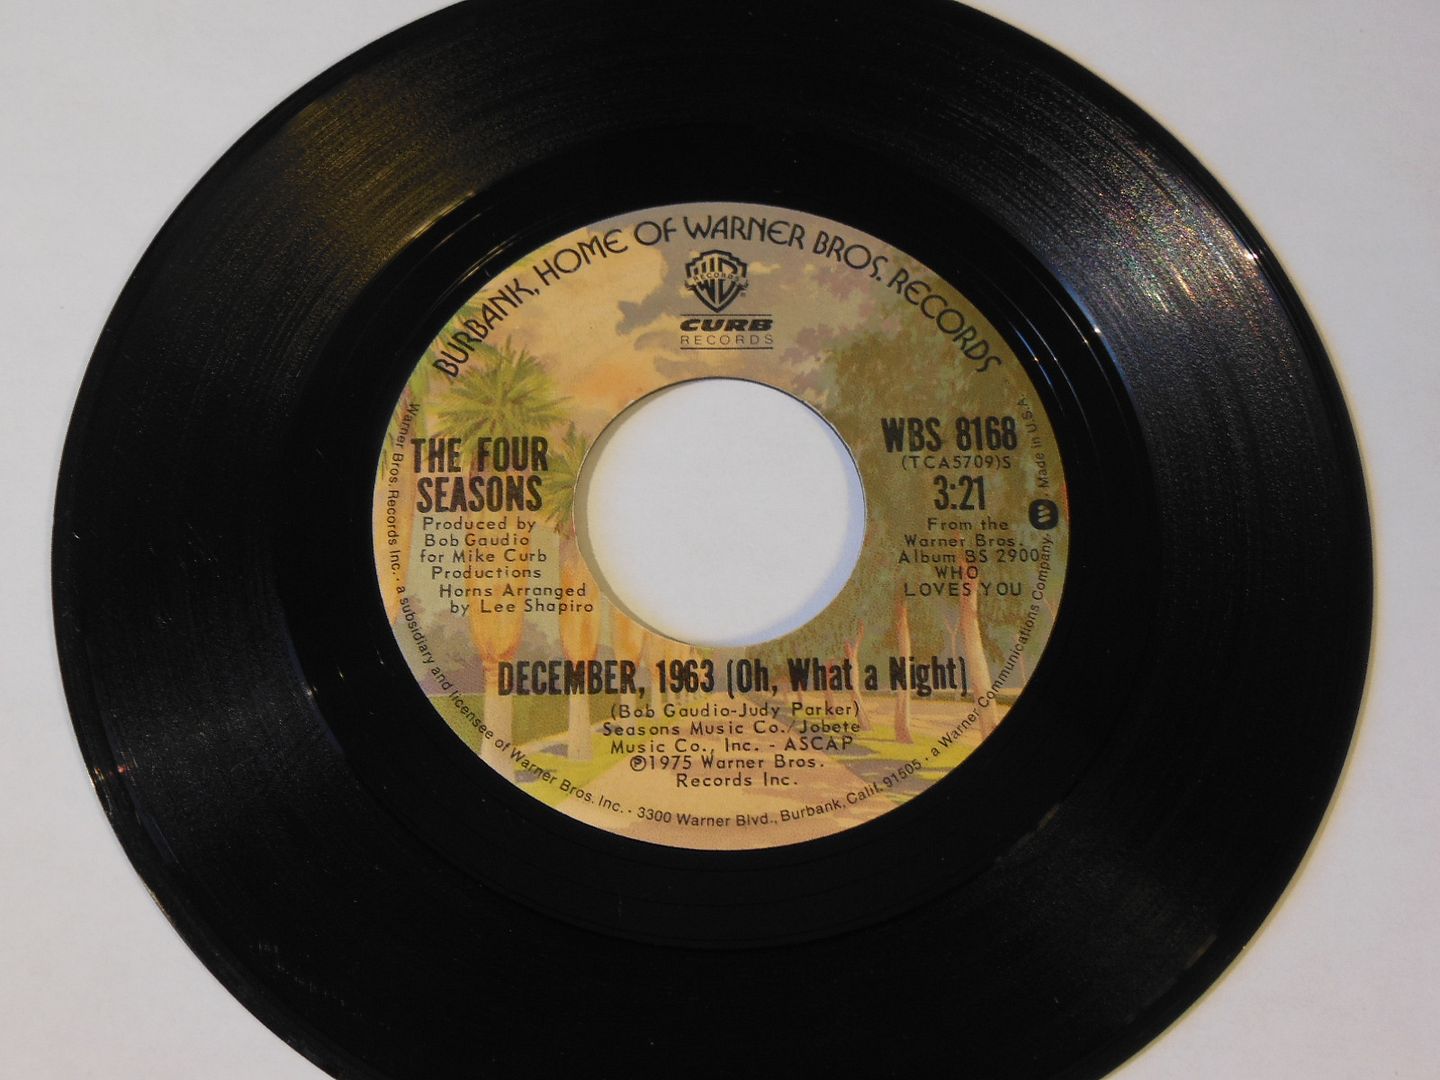 BURBANK, HOME OF WARNER BROS. RECORDS
WB
RECORDS
CURB
RECORDS
THE FOUR
SEASONS
Produced by
Bob Gaudio
for Mike Curb
Productions
Horns Arranged
by Lee Shapiro
WBS 8168
(TCA5709)S
3:21
From the
Warner Bros.
Album BS 2900
WHO
LOVES YOU
DECEMBER, 1963 (Oh, What a Night)
(Bob Gaudio-Judy Parker)
Seasons Music Co./Jobete
Music Co., Inc. - ASCAP
℗1975 Warner Bros.
Records Inc.
Warner Bros. Records Inc. · a subsidiary and licensee of Warner Bros. Inc. · 3300 Warner Blvd., Burbank, Calif. 91505 · a Warner Communications Company · Made in U.S.A.